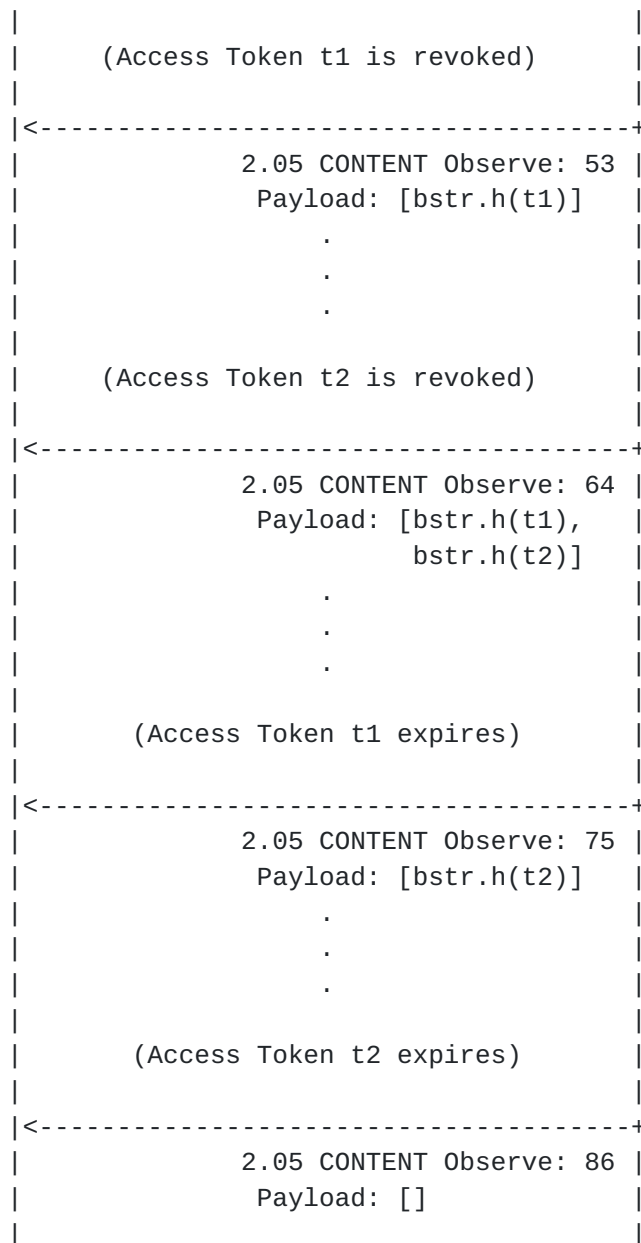 |                                       |
|      (Access Token t1 is revoked)      |
|                                       |
|<--------------------------------------+
|               2.05 CONTENT Observe: 53 |
|                Payload: [bstr.h(t1)]   |
|                    .                   |
|                    .                   |
|                    .                   |
|                                       |
|      (Access Token t2 is revoked)      |
|                                       |
|<--------------------------------------+
|               2.05 CONTENT Observe: 64 |
|                Payload: [bstr.h(t1),   |
|                          bstr.h(t2)]   |
|                    .                   |
|                    .                   |
|                    .                   |
|                                       |
|        (Access Token t1 expires)       |
|                                       |
|<--------------------------------------+
|               2.05 CONTENT Observe: 75 |
|                Payload: [bstr.h(t2)]   |
|                    .                   |
|                    .                   |
|                    .                   |
|                                       |
|        (Access Token t2 expires)       |
|                                       |
|<--------------------------------------+
|               2.05 CONTENT Observe: 86 |
|                Payload: []             |
|                                       |